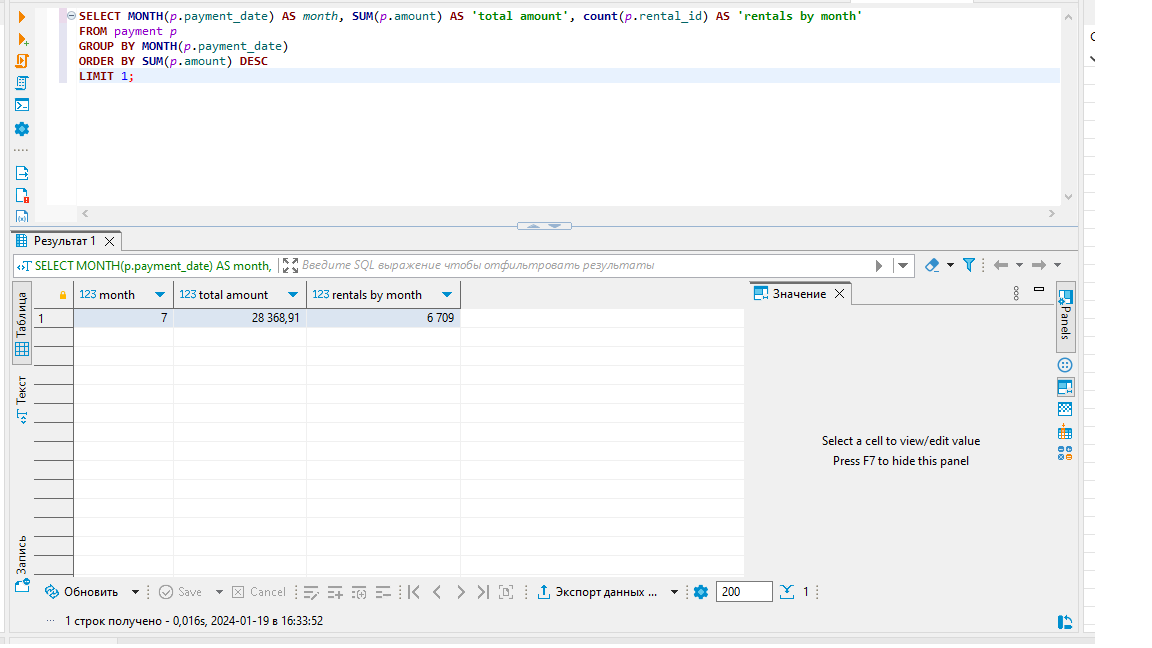 SELECT MONTH(p.payment_date) AS month, SUM(p.amount) AS 'total amount', count(p.rental_id) AS 'rentals by month'
FROM payment p
GROUP BY MONTH(p.payment_date)
ORDER BY SUM(p.amount) DESC
LIMIT 1;
Результат 1
SELECT MONTH(p.payment_date) AS month,
Введите SQL выражение чтобы отфильтровать результаты
Таблица
Текст
Запись
123 month
123 total amount
123 rentals by month
1
7
28 368,91
6 709
Значение
Panels
Select a cell to view/edit value
Press F7 to hide this panel
Обновить
Save
Cancel
Экспорт данных ...
200
1
1 строк получено - 0,016s, 2024-01-19 в 16:33:52